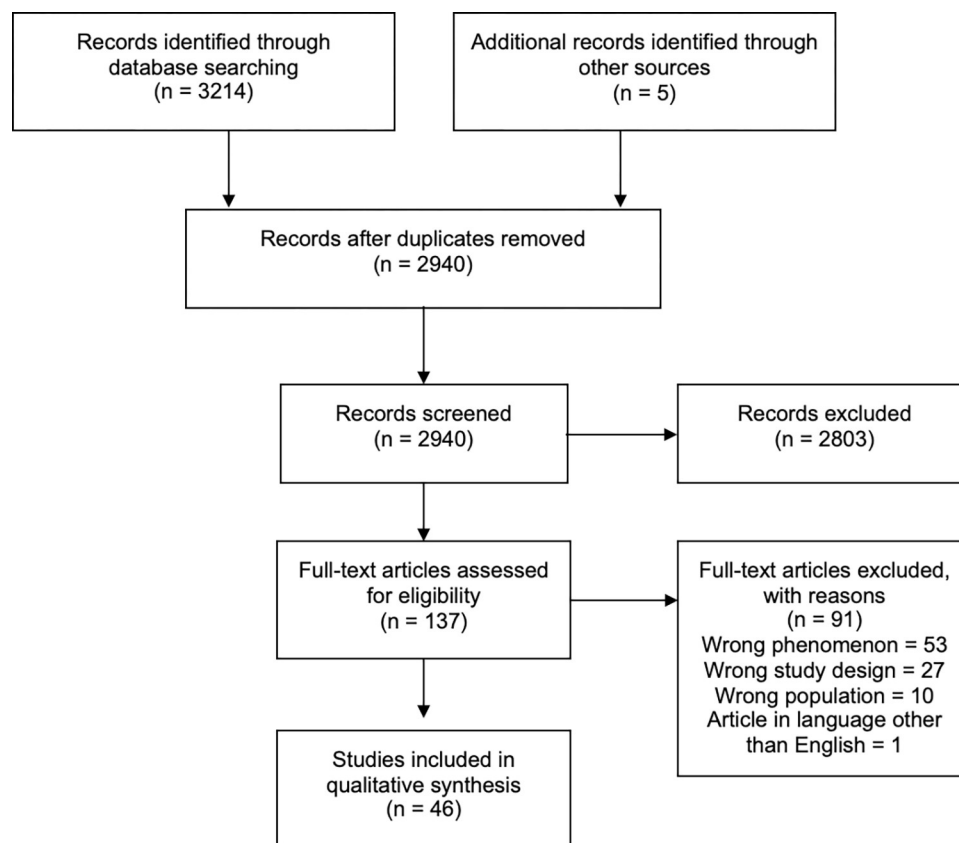 Records identified through
database searching
(n = 3214)
Additional records identified through
other sources
(n = 5)
Records after duplicates removed
(n = 2940)
Records screened
(n = 2940)
Records excluded
(n = 2803)
Full-text articles assessed
for eligibility
(n = 137)
Full-text articles excluded,
with reasons
(n = 91)
Wrong phenomenon = 53
Wrong study design = 27
Wrong population = 10
Article in language other
than English = 1
Studies included in
qualitative synthesis
(n = 46)